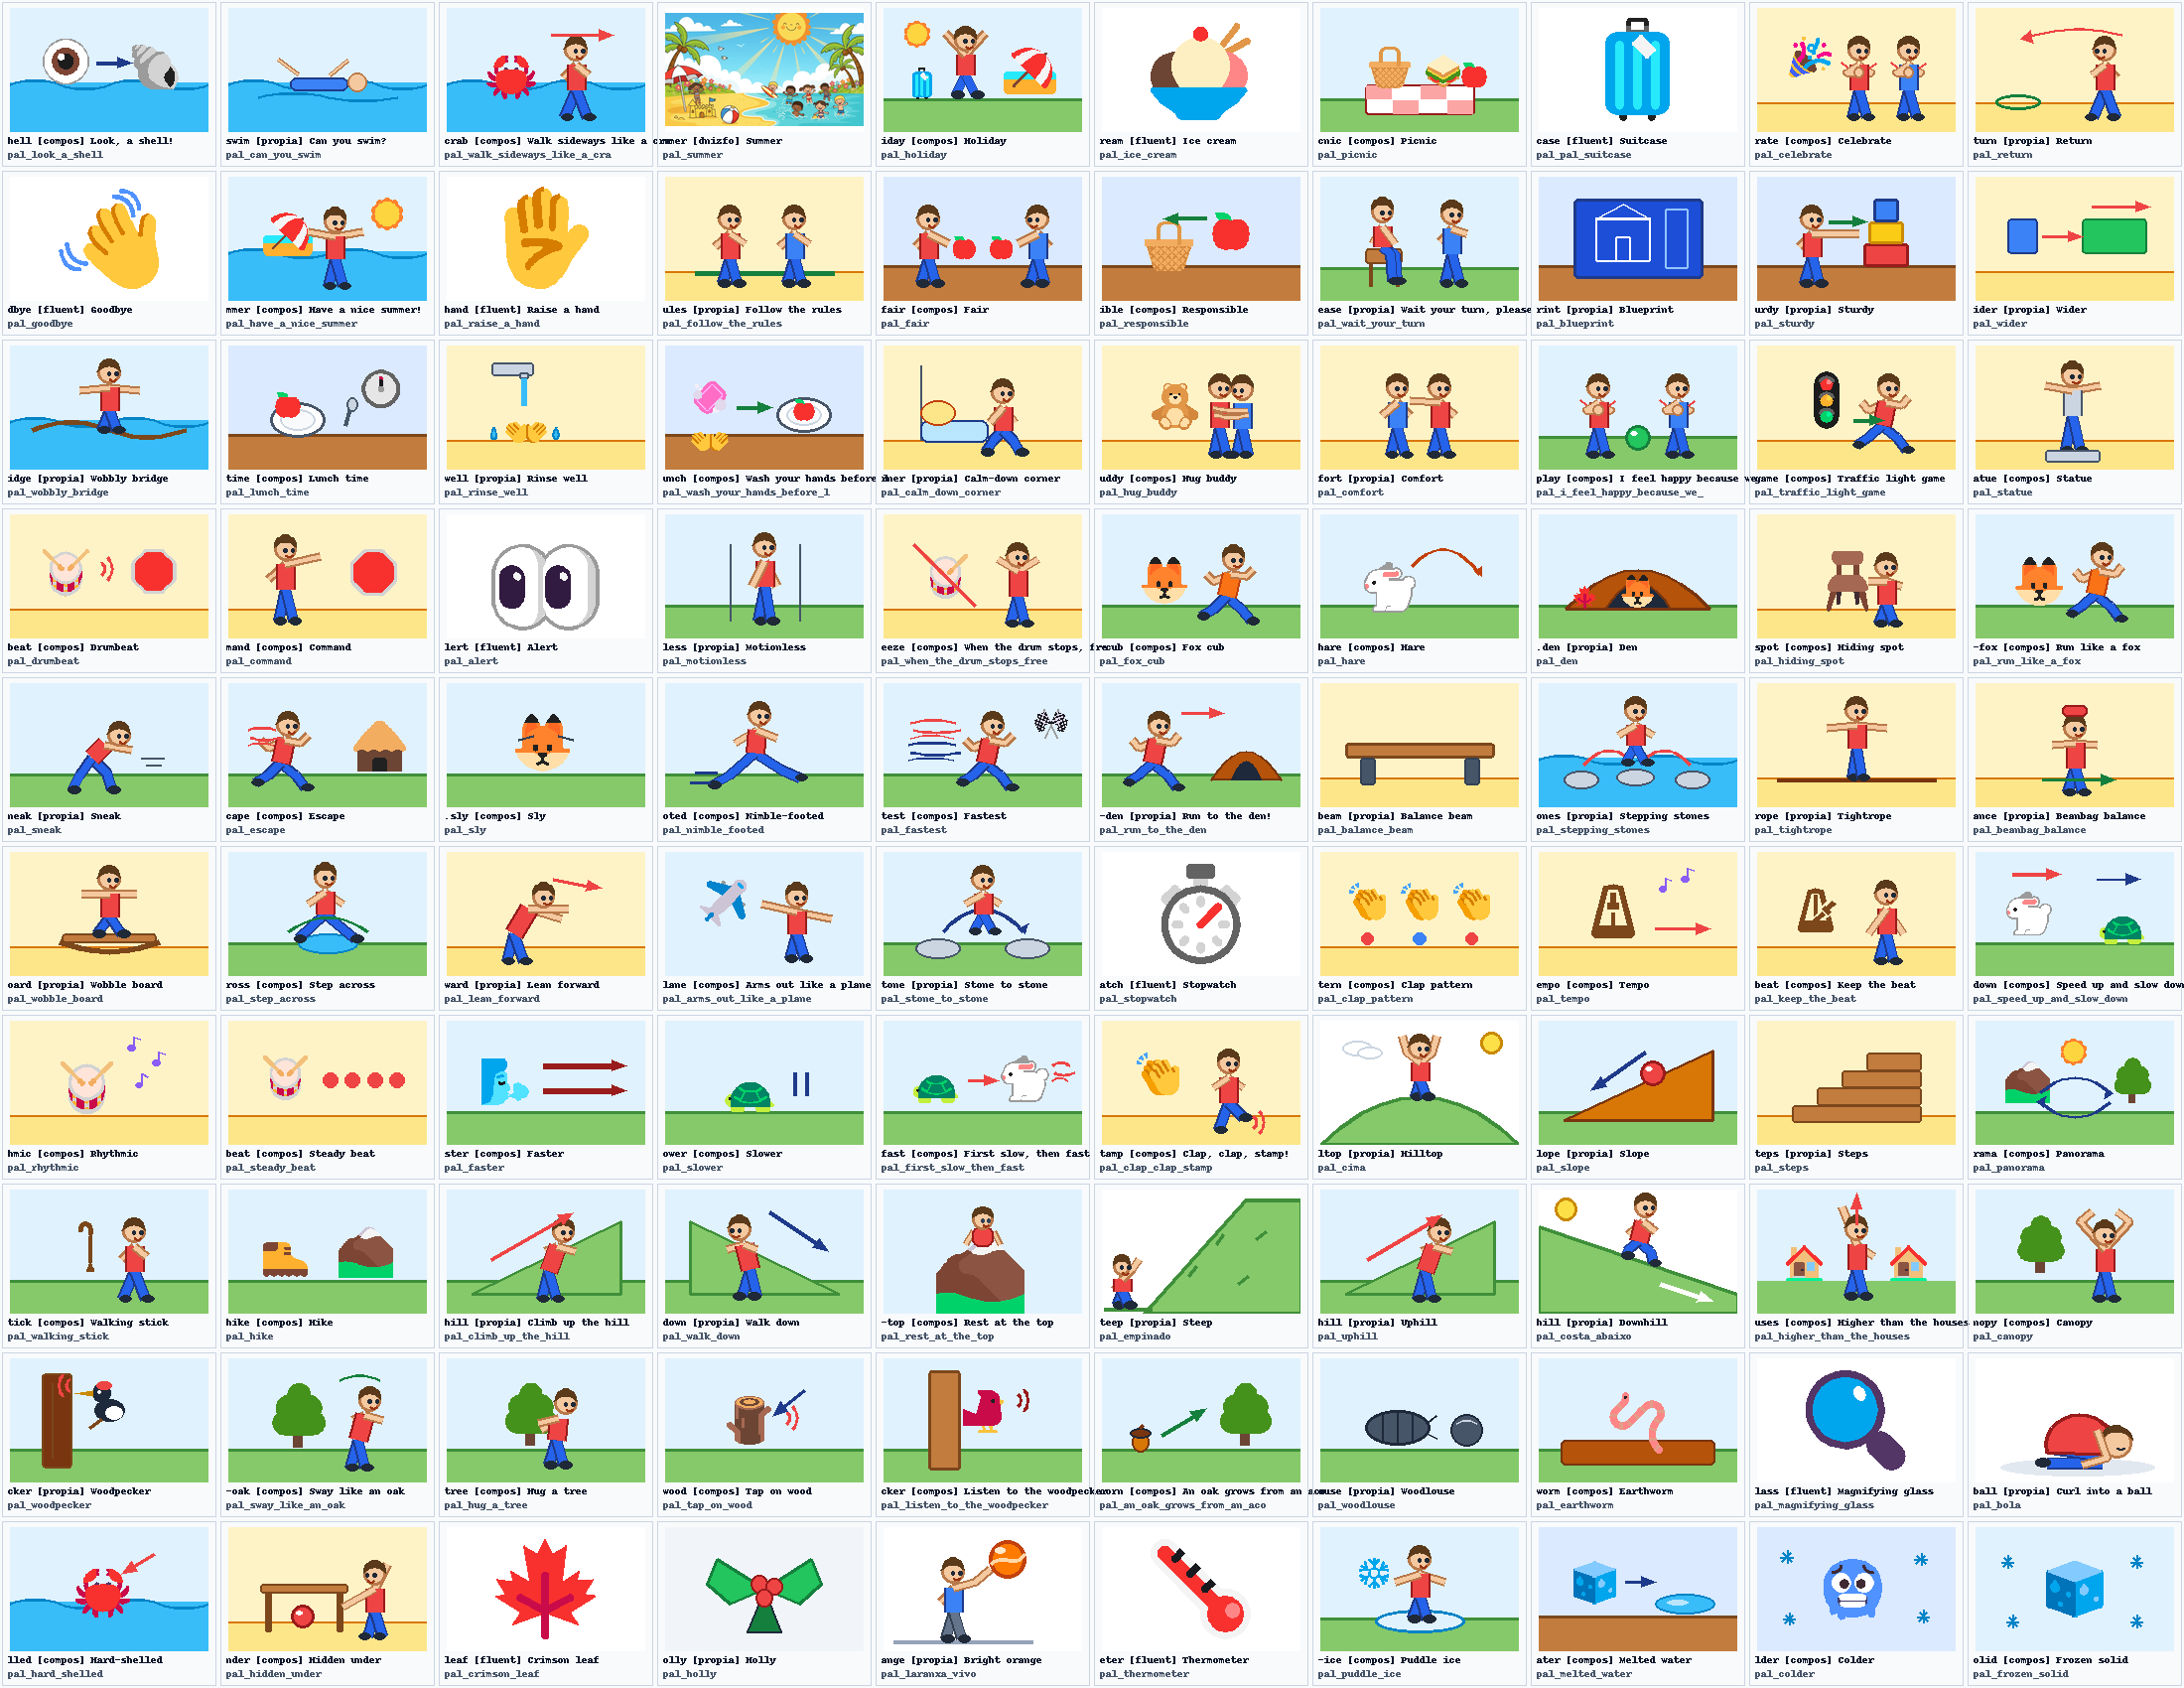 hell [compos] Look, a shell!
pal_look_a_shell
swim [propia] Can you swim?
pal_can_you_swim
crab [compos] Walk sideways like a cra
pal_walk_sideways_like_a_cra
mer [dnizfo] Summer
pal_summer
iday [compos] Holiday
pal_holiday
ream [fluent] Ice cream
pal_ice_cream
cnic [compos] Picnic
pal_picnic
case [fluent] Suitcase
pal_pal_suitcase
rate [compos] Celebrate
pal_celebrate
turn [propia] Return
pal_return
dbye [fluent] Goodbye
pal_goodbye
mmer [compos] Have a nice summer!
pal_have_a_nice_summer
hand [fluent] Raise a hand
pal_raise_a_hand
ules [propia] Follow the rules
pal_follow_the_rules
fair [compos] Fair
pal_fair
ible [compos] Responsible
pal_responsible
ease [propia] Wait your turn, please
pal_wait_your_turn
rint [propia] Blueprint
pal_blueprint
urdy [propia] Sturdy
pal_sturdy
ider [propia] Wider
pal_wider
idge [propia] Wobbly bridge
pal_wobbly_bridge
time [compos] Lunch time
pal_lunch_time
well [propia] Rinse well
pal_rinse_well
unch [compos] Wash your hands before
pal_wash_your_hands_before_l
ner [propia] Calm-down corner
pal_calm_down_corner
uddy [compos] Hug buddy
pal_hug_buddy
fort [propia] Comfort
pal_comfort
play [compos] I feel happy because w
pal_i_feel_happy_because_we_
game [compos] Traffic light game
pal_traffic_light_game
atue [compos] Statue
pal_statue
beat [compos] Drumbeat
pal_drumbeat
mand [compos] Command
pal_command
lert [fluent] Alert
pal_alert
less [propia] Motionless
pal_motionless
eeze [compos] When the drum stops, fr
pal_when_the_drum_stops_free
cub [compos] Fox cub
pal_fox_cub
hare [compos] Hare
pal_hare
.den [propia] Den
pal_den
spot [compos] Hiding spot
pal_hiding_spot
-fox [compos] Run like a fox
pal_run_like_a_fox
neak [propia] Sneak
pal_sneak
cape [compos] Escape
pal_escape
.sly [compos] Sly
pal_sly
oted [compos] Nimble-footed
pal_nimble_footed
test [compos] Fastest
pal_fastest
-den [propia] Run to the den!
pal_run_to_the_den
beam [propia] Balance beam
pal_balance_beam
ones [propia] Stepping stones
pal_stepping_stones
rope [propia] Tightrope
pal_tightrope
ance [propia] Beanbag balance
pal_beanbag_balance
oard [propia] Wobble board
pal_wobble_board
ross [compos] Step across
pal_step_across
ward [propia] Lean forward
pal_lean_forward
lane [compos] Arms out like a plane
pal_arms_out_like_a_plane
tone [propia] Stone to stone
pal_stone_to_stone
atch [fluent] Stopwatch
pal_stopwatch
tern [compos] Clap pattern
pal_clap_pattern
empo [compos] Tempo
pal_tempo
beat [compos] Keep the beat
pal_keep_the_beat
down [compos] Speed up and slow down
pal_speed_up_and_slow_down
hmic [compos] Rhythmic
pal_rhythmic
beat [compos] Steady beat
pal_steady_beat
ster [compos] Faster
pal_faster
ower [compos] Slower
pal_slower
fast [compos] First slow, then fast
pal_first_slow_then_fast
tamp [compos] Clap, clap, stamp!
pal_clap_clap_stamp
ltop [propia] Hilltop
pal_cima
lope [propia] Slope
pal_slope
teps [propia] Steps
pal_steps
rama [compos] Panorama
pal_panorama
tick [compos] Walking stick
pal_walking_stick
hike [compos] Hike
pal_hike
hill [propia] Climb up the hill
pal_climb_up_the_hill
down [propia] Walk down
pal_walk_down
-top [compos] Rest at the top
pal_rest_at_the_top
teep [propia] Steep
pal_empinado
hill [propia] Uphill
pal_uphill
hill [propia] Downhill
pal_costa_abaixo
uses [compos] Higher than the houses
pal_higher_than_the_houses
nopy [compos] Canopy
pal_canopy
cker [propia] Woodpecker
pal_woodpecker
-oak [compos] Sway like an oak
pal_sway_like_an_oak
tree [compos] Hug a tree
pal_hug_a_tree
wood [compos] Tap on wood
pal_tap_on_wood
cker [compos] Listen to the woodpecke
pal_listen_to_the_woodpecker
orn [compos] An oak grows from an aco
pal_an_oak_grows_from_an_aco
use [propia] Woodlouse
pal_woodlouse
worm [compos] Earthworm
pal_earthworm
lass [fluent] Magnifying glass
pal_magnifying_glass
ball [propia] Curl into a ball
pal_bola
lled [compos] Hard-shelled
pal_hard_shelled
nder [compos] Hidden under
pal_hidden_under
leaf [fluent] Crimson leaf
pal_crimson_leaf
olly [propia] Holly
pal_holly
ange [propia] Bright orange
pal_laranxa_vivo
eter [fluent] Thermometer
pal_thermometer
-ice [compos] Puddle ice
pal_puddle_ice
ater [compos] Melted water
pal_melted_water
lder [compos] Colder
pal_colder
olid [compos] Frozen solid
pal_frozen_solid